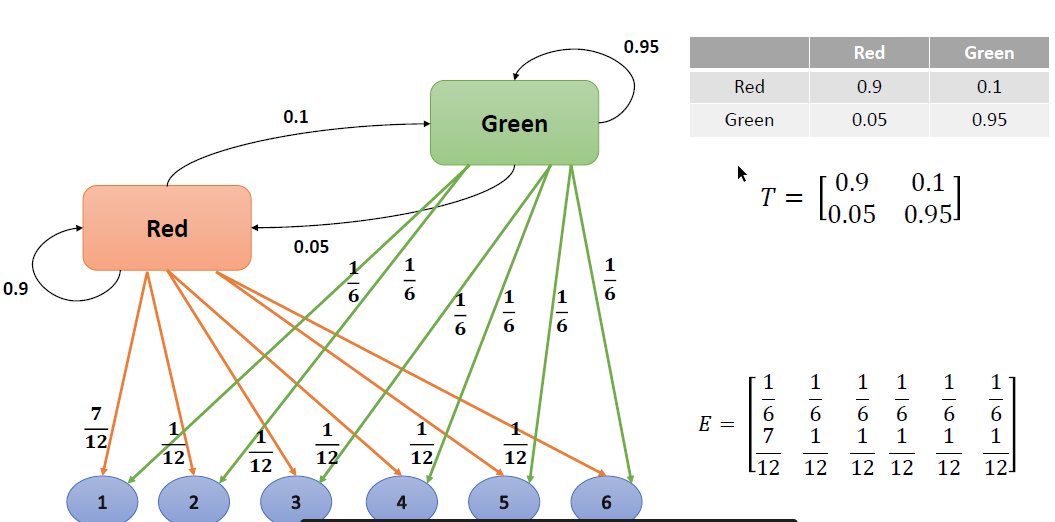 0.95
Green
0.1
Red
0.05
0.9
1/6 1/6 1/6 1/6 1/6 1/6
7/12 1/12 1/12 1/12 1/12 1/12
1 2 3 4 5 6
Red Green
Red 0.9 0.1
Green 0.05 0.95
T = [0.9 0.1
0.05 0.95]
E = [1/6 1/6 1/6 1/6 1/6 1/6
7/12 1/12 1/12 1/12 1/12 1/12]